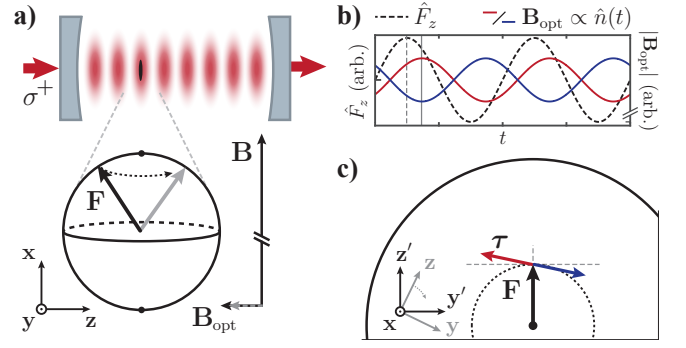 a)
σ⁺
B
F
x
y
z
B_opt
b)
F̂_z
B_opt ∝ n̂(t)
F̂_z (arb.)
|B_opt| (arb.)
t
c)
τ
z'
z
F
y'
x
y